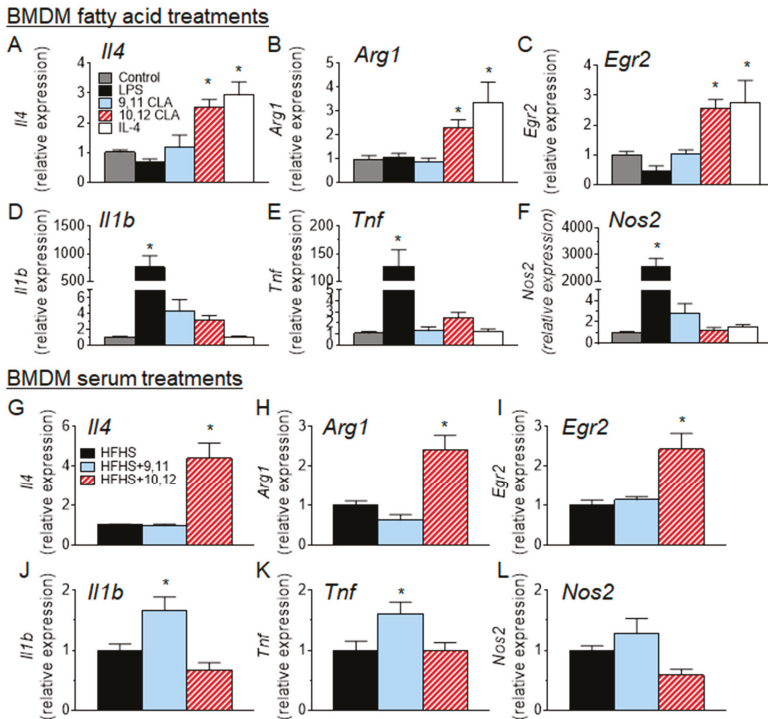 BMDM fatty acid treatments
A
Il4
Il4
(relative expression)
4
3
2
1
0
Control
LPS
9,11 CLA
10,12 CLA
IL-4
*
*
B
Arg1
Arg1
(relative expression)
5
4
3
2
1
0
*
*
C
Egr2
Egr2
(relative expression)
4
3
2
1
0
*
*
D
Il1b
Il1b
(relative expression)
1500
1000
750
500
250
6
4
2
0
*
E
Tnf
Tnf
(relative expression)
200
150
100
50
5
4
3
2
1
0
*
F
Nos2
Nos2
(relative expression)
4000
3000
2000
4
2
0
*
BMDM serum treatments
G
Il4
Il4
(relative expression)
6
4
2
0
HFHS
HFHS+9,11
HFHS+10,12
*
H
Arg1
Arg1
(relative expression)
3
2
1
0
*
I
Egr2
Egr2
(relative expression)
3
2
1
0
*
J
Il1b
Il1b
(relative expression)
2
1
0
*
K
Tnf
Tnf
(relative expression)
2
1
0
*
L
Nos2
Nos2
(relative expression)
2
1
0